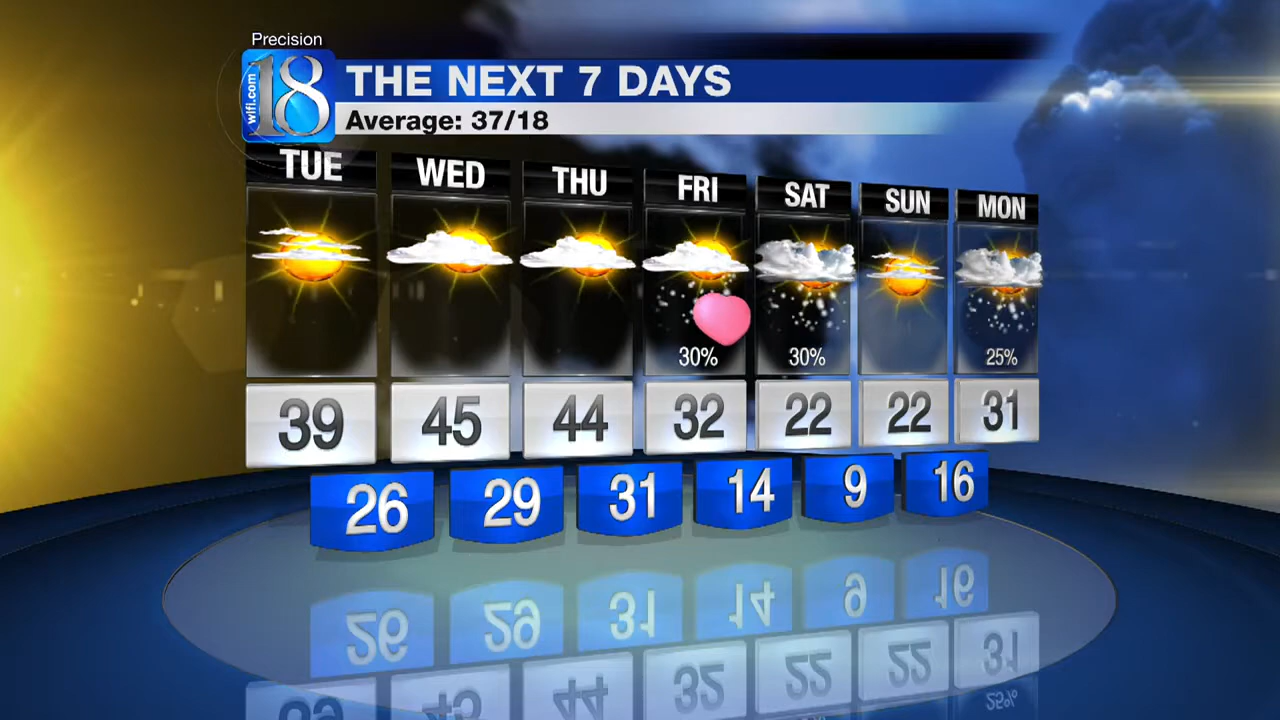 Precision
wlfi.com
18
THE NEXT 7 DAYS
Average: 37/18
TUE WED THU FRI SAT SUN MON
30% 30% 25%
39 45 44 32 22 22 31
26 29 31 14 9 16